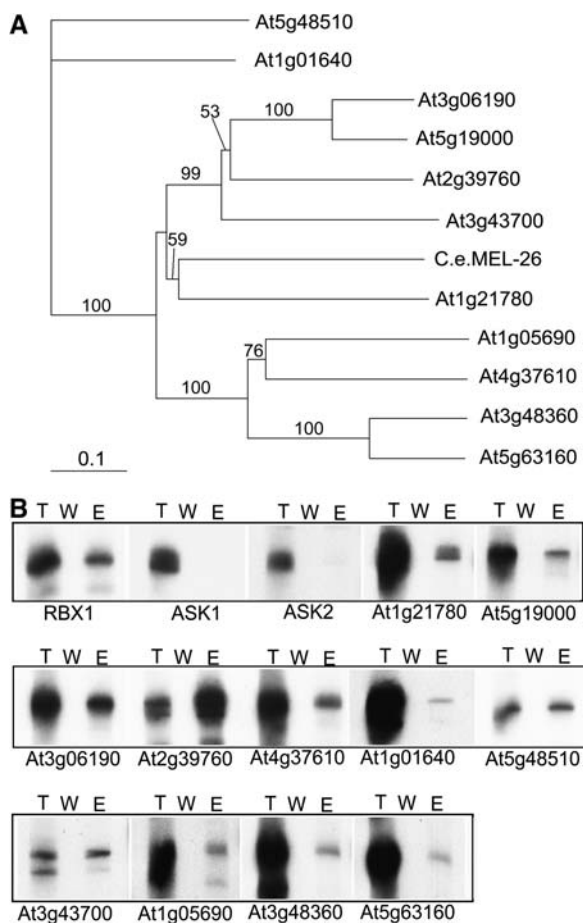 A
At5g48510
At1g01640
At3g06190
53
100
At5g19000
At2g39760
99
At3g43700
59
C.e.MEL-26
At1g21780
100
At1g05690
76
At4g37610
100
At3g48360
100
At5g63160
0.1
B
T W E T W E T W E T W E T W E
RBX1 ASK1 ASK2 At1g21780 At5g19000
T W E T W E T W E T W E T W E
At3g06190 At2g39760 At4g37610 At1g01640 At5g48510
T W E T W E T W E T W E
At3g43700 At1g05690 At3g48360 At5g63160